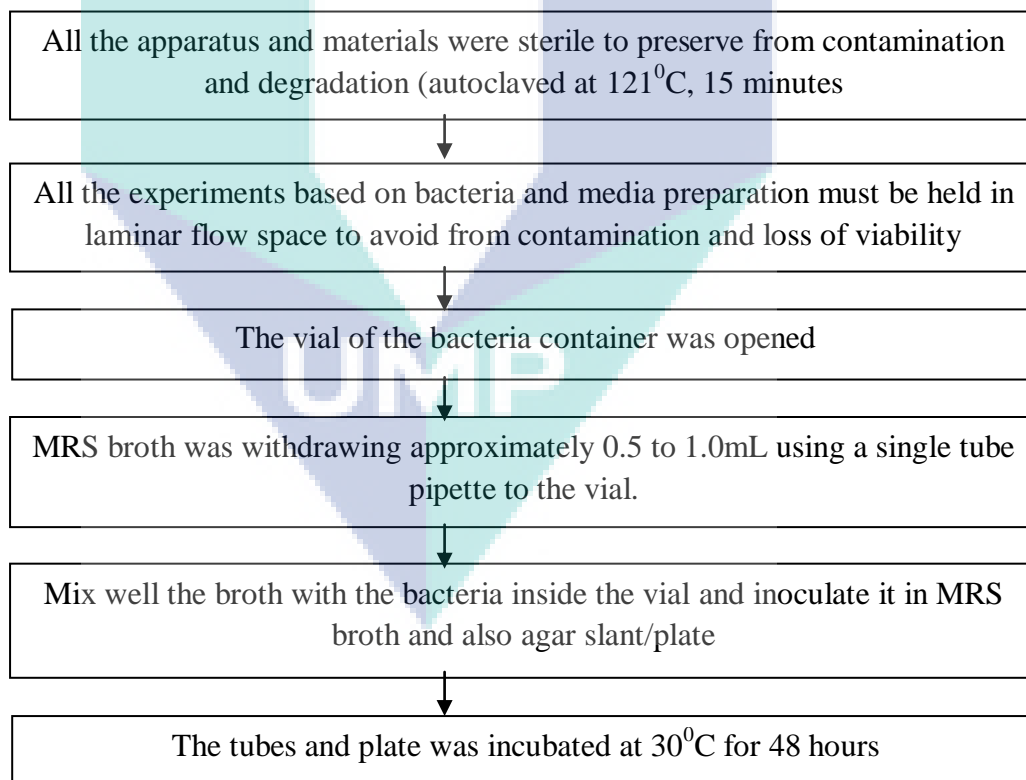 All the apparatus and materials were sterile to preserve from contamination
and degradation (autoclaved at 121⁰C, 15 minutes
All the experiments based on bacteria and media preparation must be held in
laminar flow space to avoid from contamination and loss of viability
The vial of the bacteria container was opened
UMP
MRS broth was withdrawing approximately 0.5 to 1.0mL using a single tube
pipette to the vial.
Mix well the broth with the bacteria inside the vial and inoculate it in MRS
broth and also agar slant/plate
The tubes and plate was incubated at 30⁰C for 48 hours